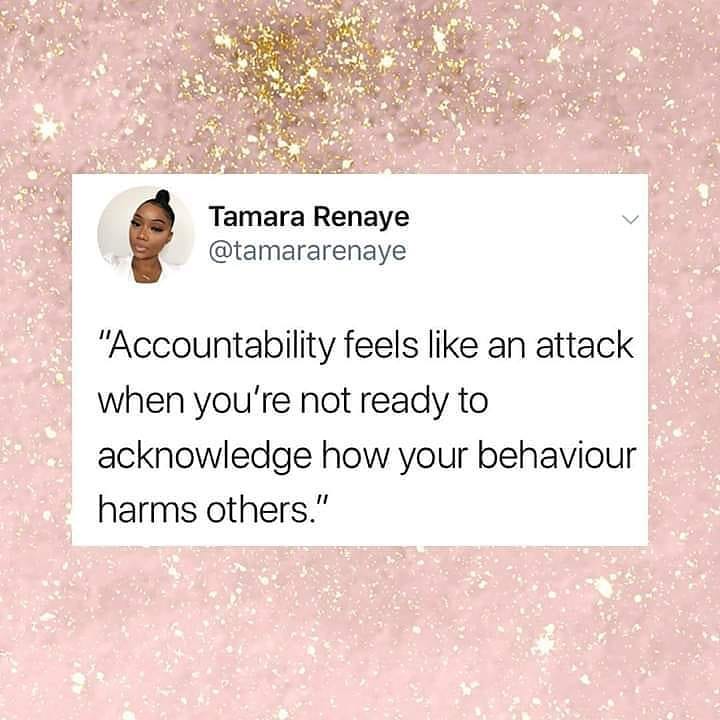 Tamara Renaye
@tamararenaye
"Accountability feels like an attack
when you're not ready to
acknowledge how your behaviour
harms others."